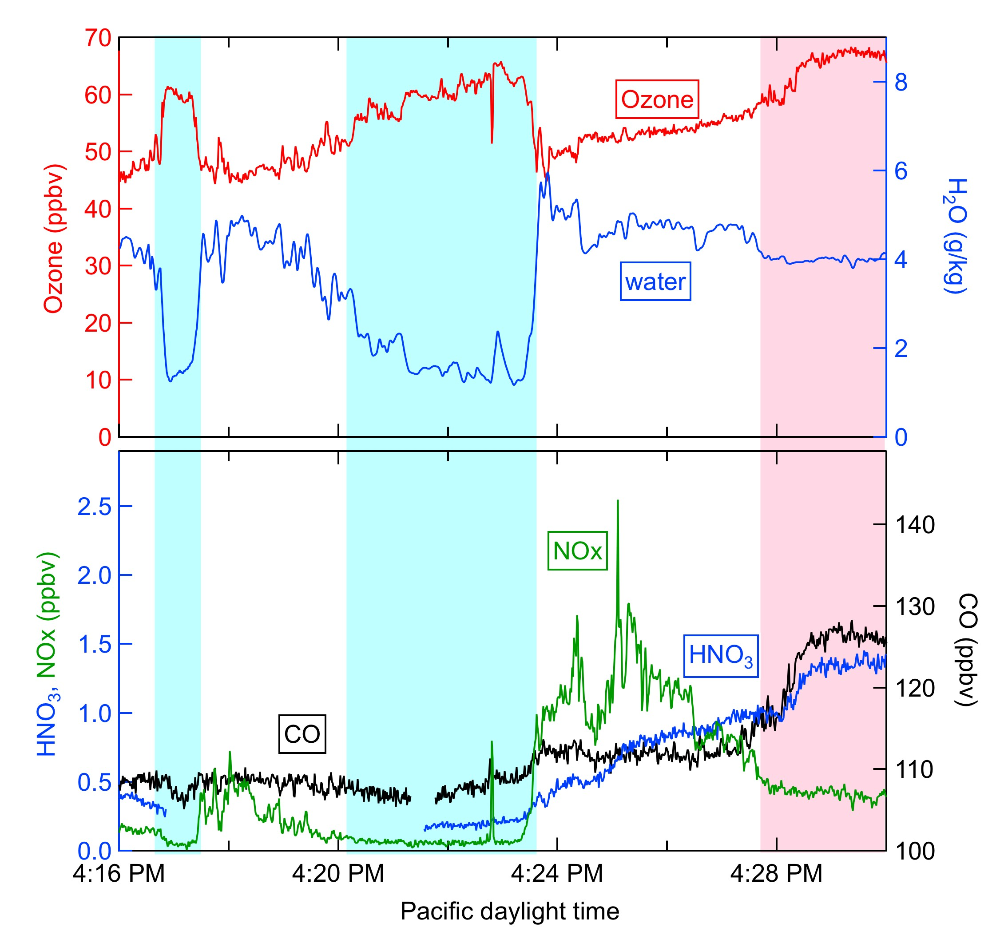 70
60
50
40
30
20
10
0
Ozone (ppbv)
Ozone
water
8
6
4
2
0
H₂O (g/kg)
2.5
2.0
1.5
1.0
0.5
0.0
HNO₃, NOx (ppbv)
NOx
HNO₃
CO
140
130
120
110
100
CO (ppbv)
4:16 PM 4:20 PM 4:24 PM 4:28 PM
Pacific daylight time